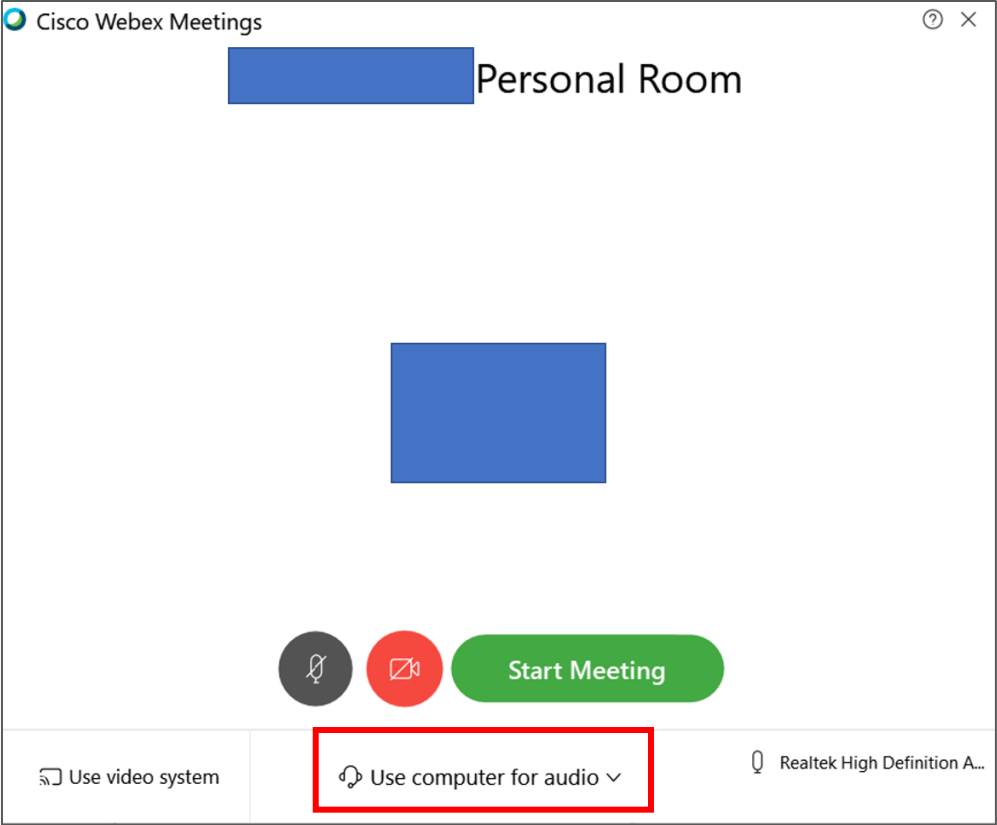 Cisco Webex Meetings
Personal Room
Start Meeting
Use video system
Use computer for audio
Realtek High Definition A...